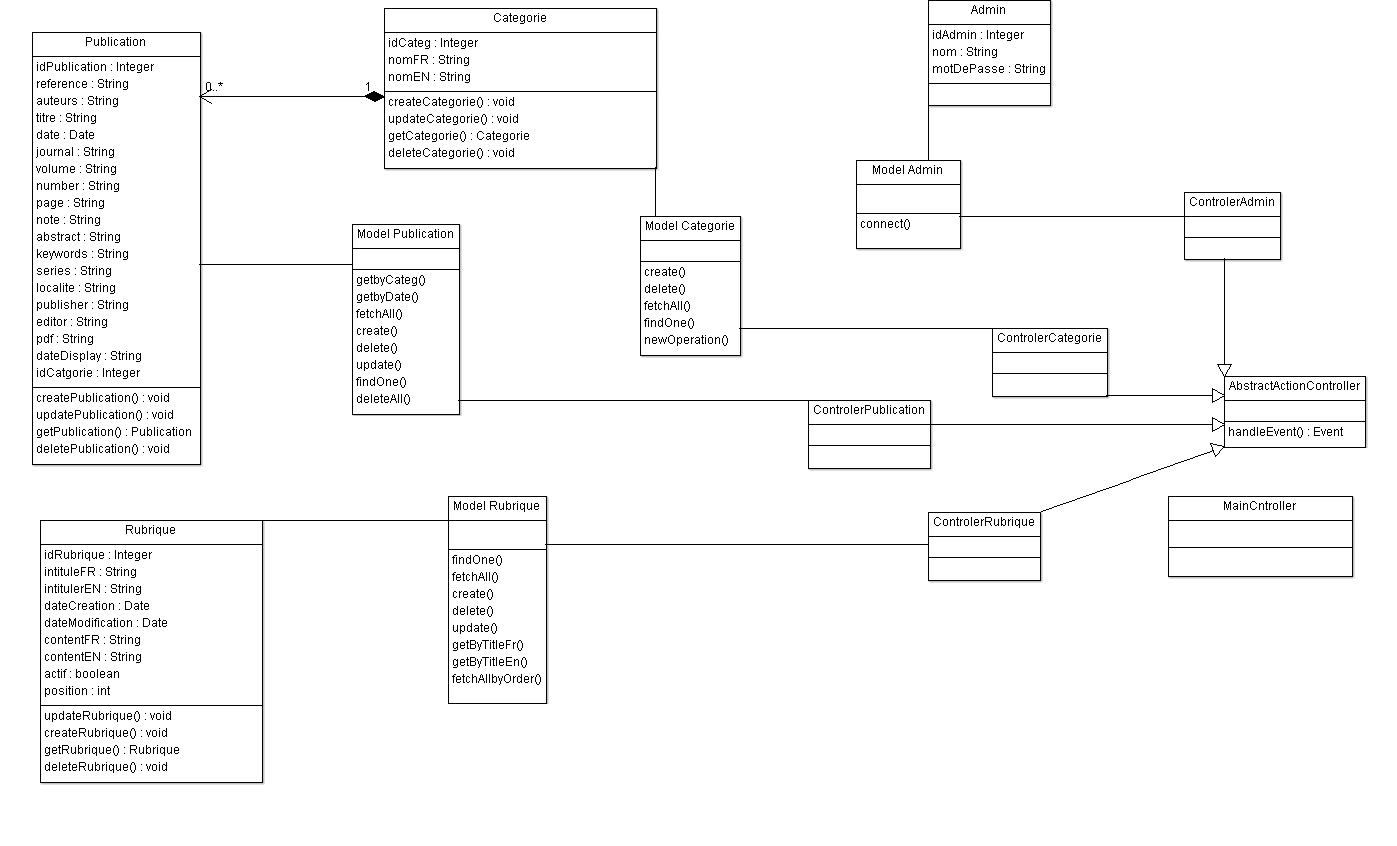 Publication
idPublication : Integer
reference : String
auteurs : String
titre : String
date : Date
journal : String
volume : String
number : String
page : String
note : String
abstract : String
keywords : String
series : String
localite : String
publisher : String
editor : String
pdf : String
dateDisplay : String
idCatgorie : Integer
createPublication() : void
updatePublication() : void
getPublication() : Publication
deletePublication() : void
0..*
1
Categorie
idCateg : Integer
nomFR : String
nomEN : String
createCategorie() : void
updateCategorie() : void
getCategorie() : Categorie
deleteCategorie() : void
Admin
idAdmin : Integer
nom : String
motDePasse : String
Model Admin
connect()
ControlerAdmin
Model Publication
getbyCateg()
getbyDate()
fetchAll()
create()
delete()
update()
findOne()
deleteAll()
Model Categorie
create()
delete()
fetchAll()
findOne()
newOperation()
ControlerCategorie
AbstractActionController
handleEvent() : Event
ControlerPublication
Rubrique
idRubrique : Integer
intituleFR : String
intitulerEN : String
dateCreation : Date
dateModification : Date
contentFR : String
contentEN : String
actif : boolean
position : int
updateRubrique() : void
createRubrique() : void
getRubrique() : Rubrique
deleteRubrique() : void
Model Rubrique
findOne()
fetchAll()
create()
delete()
update()
getByTitleFr()
getByTitleEn()
fetchAllbyOrder()
ControlerRubrique
MainCntroller